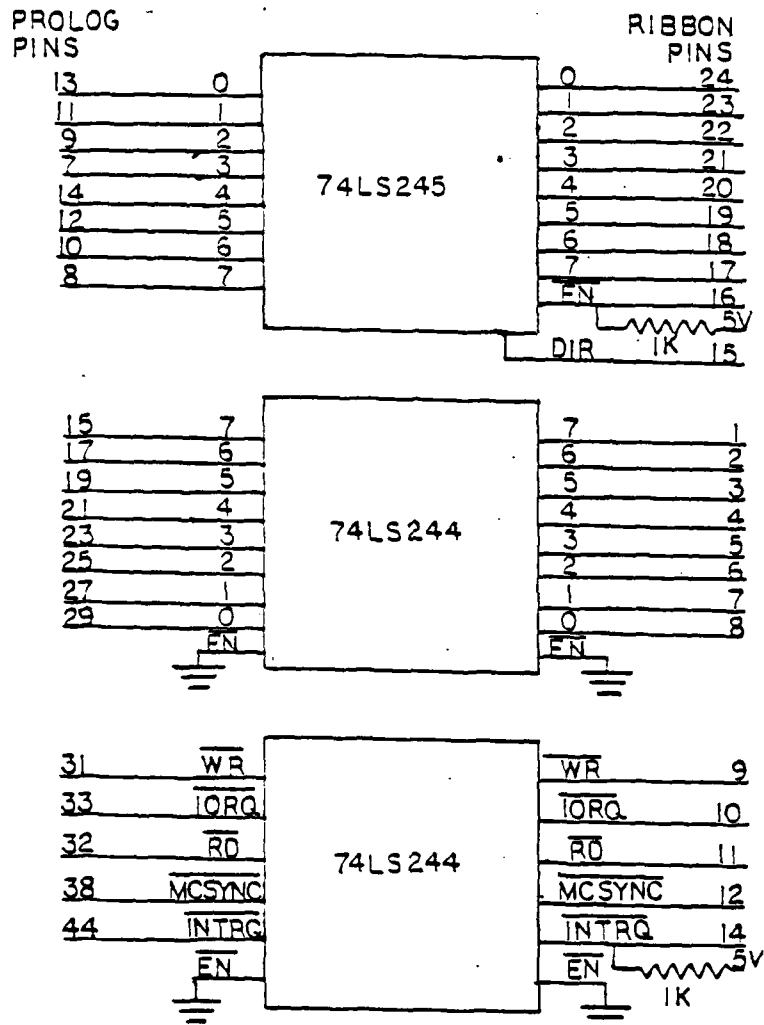 PROLOG
PINS
RIBBON
PINS
13 0 0 24
11 1 1 23
9 2 2 22
7 3 3 21
74LS245
14 4 4 20
12 5 5 19
10 6 6 18
8 7 7 17
EN 16
5V
1K
DIR 15
15 7 7 1
17 6 6 2
19 5 5 3
21 4 4 4
74LS244
23 3 3 5
25 2 2 6
27 1 1 7
29 0 0 8
EN EN
31 WR WR 9
33 IORQ IORQ 10
32 RD RD 11
74LS244
38 MCSYNC MCSYNC 12
44 INTRQ INTRQ 14
EN EN
5V
1K